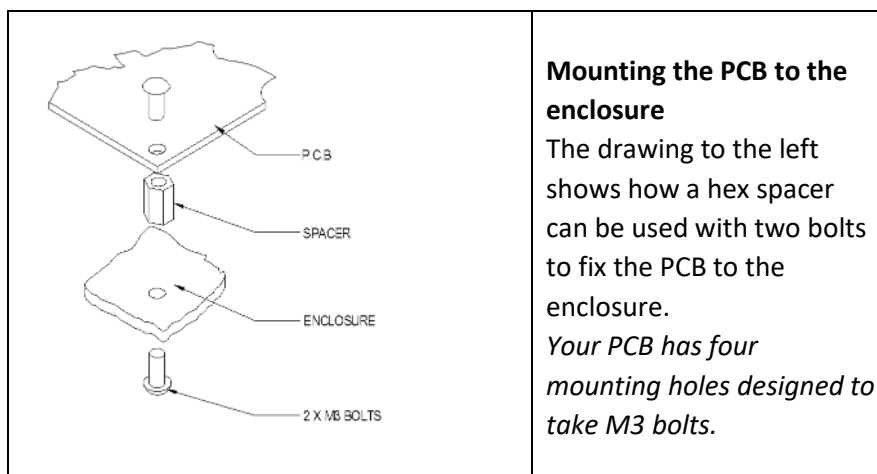 P.C.B
SPACER
ENCLOSURE
2 X M3 BOLTS
Mounting the PCB to the
enclosure
The drawing to the left
shows how a hex spacer
can be used with two bolts
to fix the PCB to the
enclosure.
Your PCB has four
mounting holes designed to
take M3 bolts.